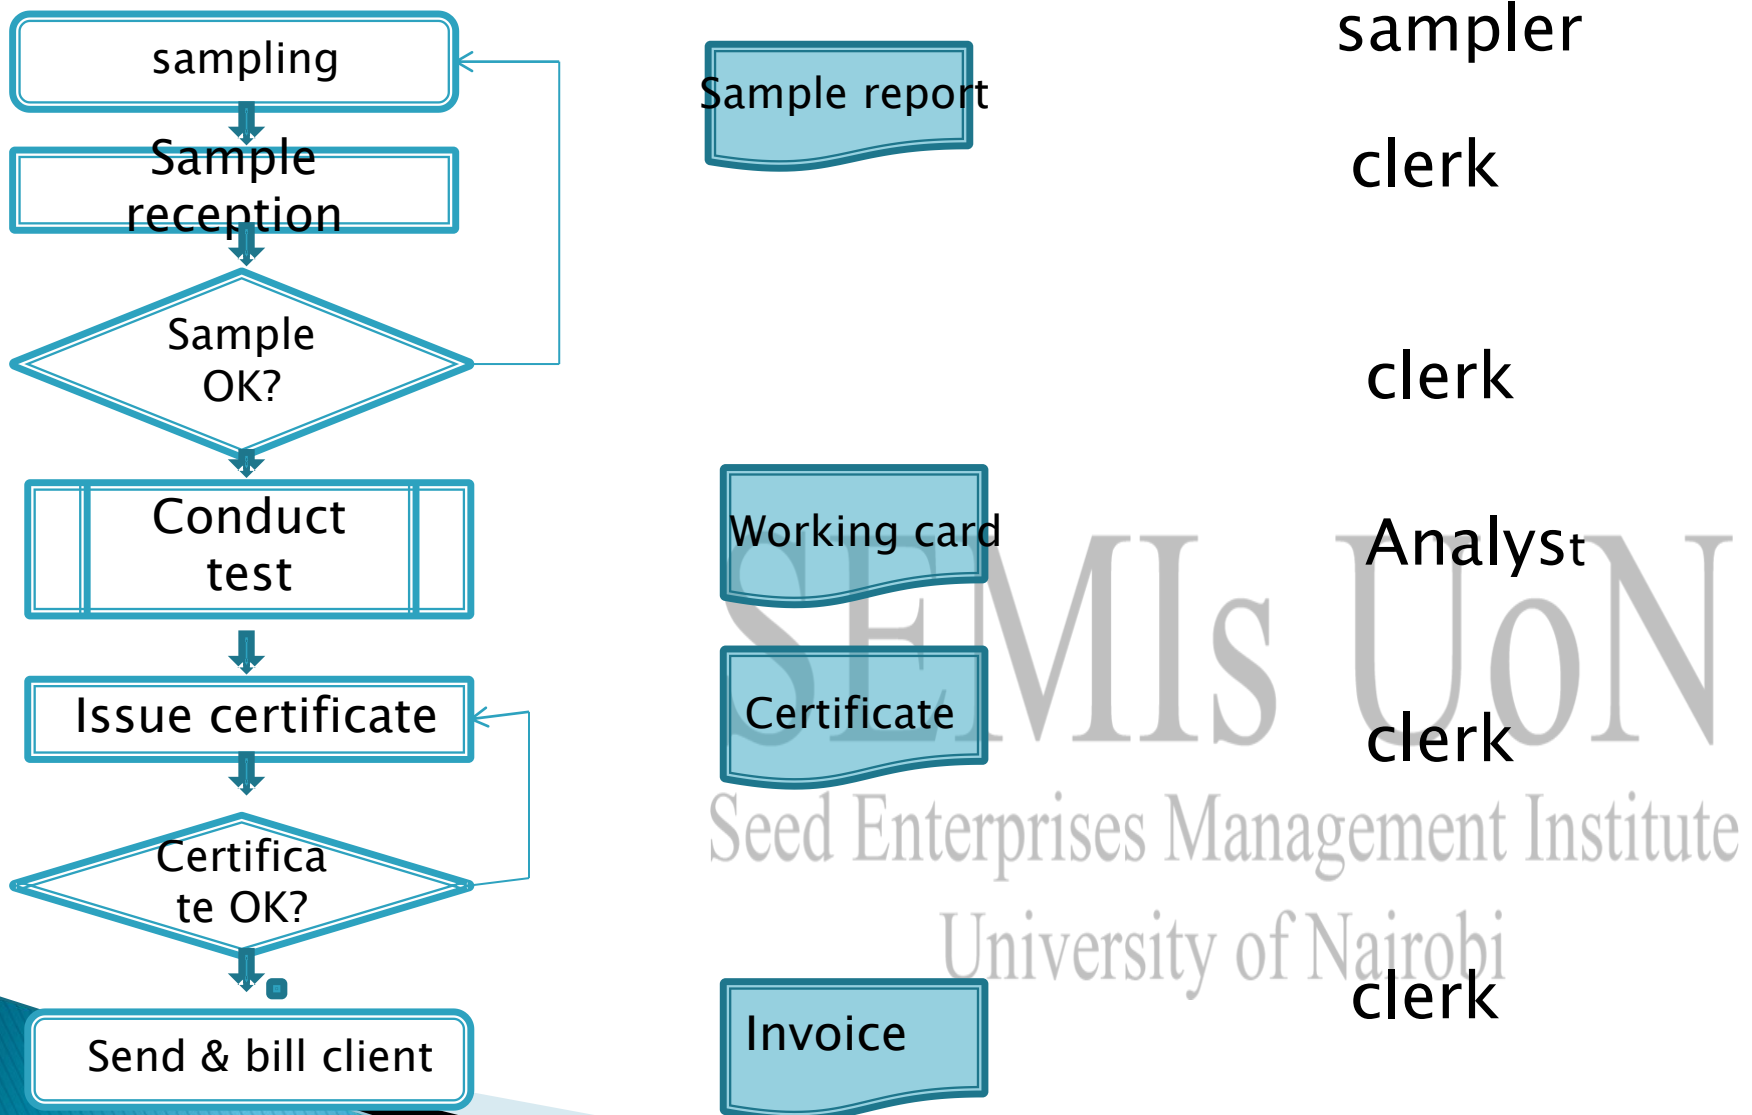 sampling
Sample report
sampler
Sample
reception
clerk
Sample
OK?
clerk
Conduct
test
Working card
Analyst
Issue certificate
Certificate
clerk
SEMIs UoN
Seed Enterprises Management Institute
University of Nairobi
Certifica
te OK?
clerk
Send & bill client
Invoice